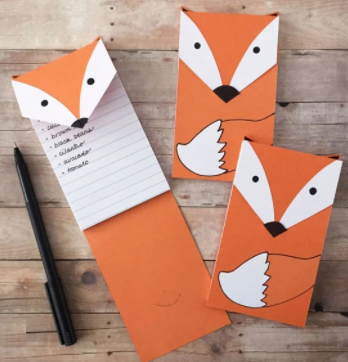 - brown
- black beans
- cilantro
- avocado
- tomato